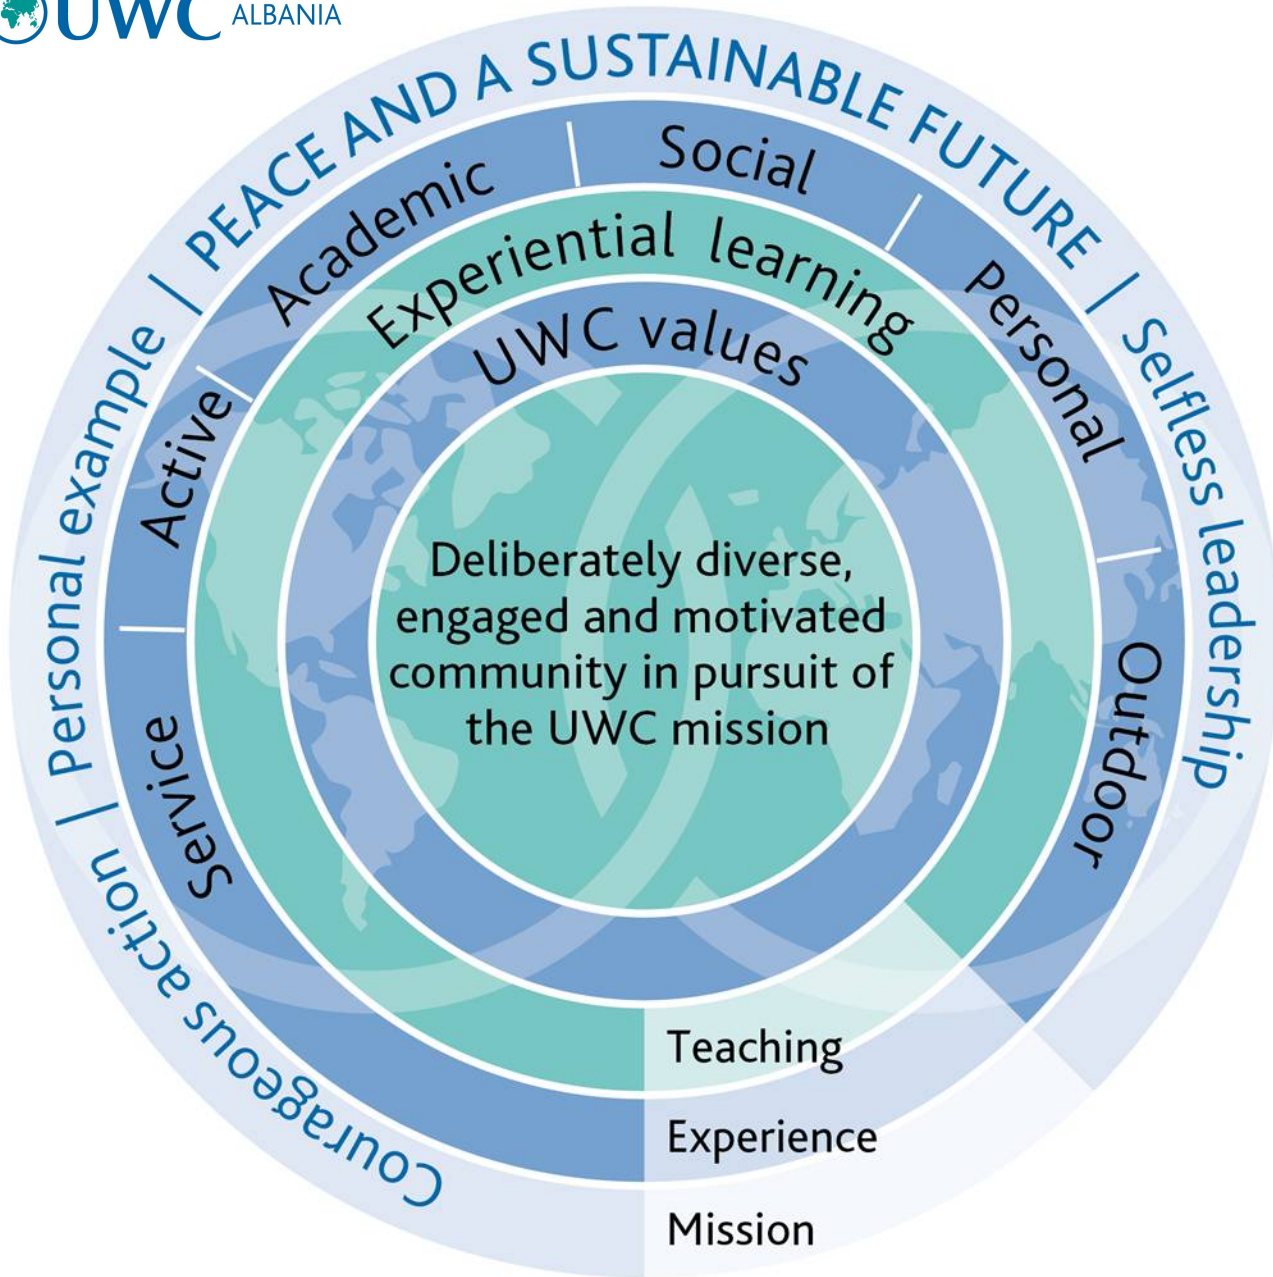 UWC ALBANIA
Courageous action | Personal example | PEACE AND A SUSTAINABLE FUTURE | Selfless leadership
Service | Active | Academic | Social | Personal | Outdoor
Experiential learning
UWC values
Deliberately diverse,
engaged and motivated
community in pursuit of
the UWC mission
Teaching
Experience
Mission